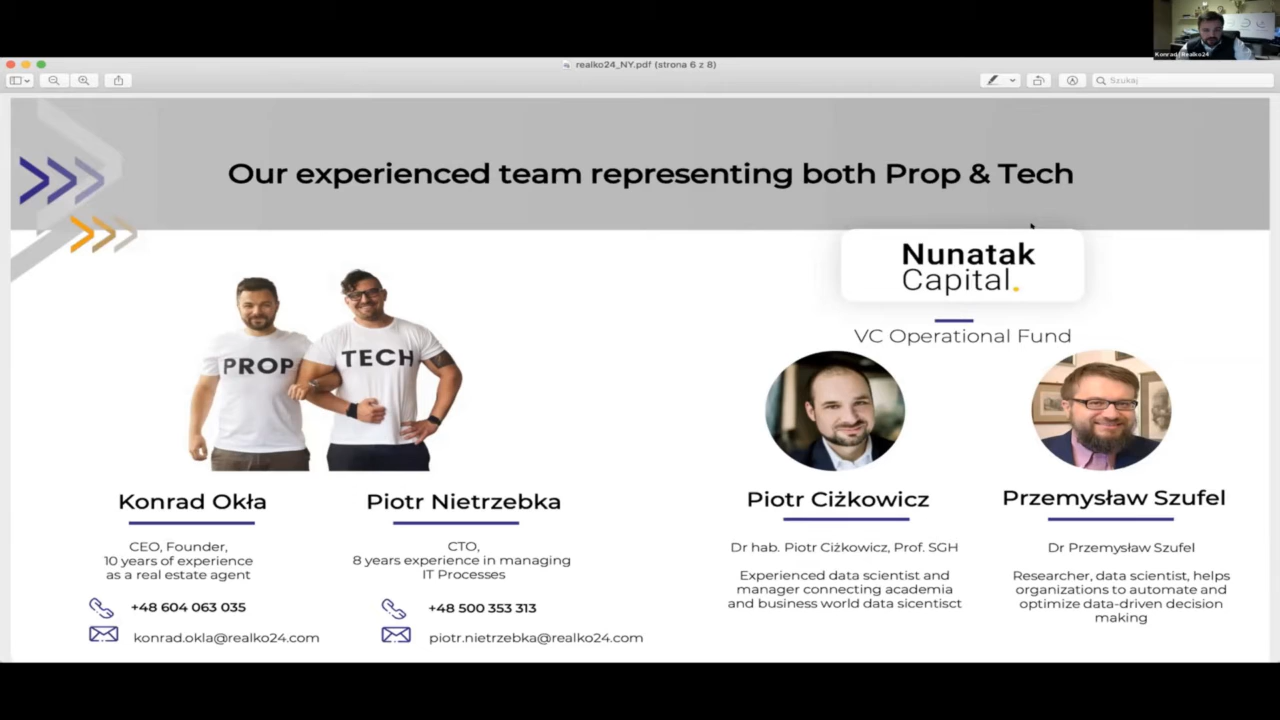 Konrad | Realko24
realko24_NY.pdf (strona 6 z 8)
Szukaj
Our experienced team representing both Prop & Tech
Nunatak
Capital.
VC Operational Fund
PROP
TECH
Konrad Okła
CEO, Founder,
10 years of experience
as a real estate agent
+48 604 063 035
konrad.okla@realko24.com
Piotr Nietrzebka
CTO,
8 years experience in managing
IT Processes
+48 500 353 313
piotr.nietrzebka@realko24.com
Piotr Ciżkowicz
Dr hab. Piotr Ciżkowicz, Prof. SGH
Experienced data scientist and
manager connecting academia
and business world data sicentisct
Przemysław Szufel
Dr Przemysław Szufel
Researcher, data scientist, helps
organizations to automate and
optimize data-driven decision
making